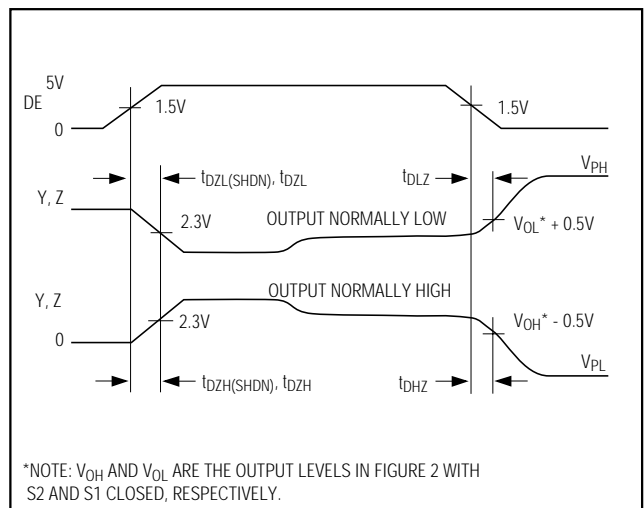 5V
DE
1.5V
1.5V
0
VPH
tDZL(SHDN), tDZL
tDLZ
Y, Z
2.3V
OUTPUT NORMALLY LOW
VOL* + 0.5V
OUTPUT NORMALLY HIGH
Y, Z
2.3V
VOH* - 0.5V
0
VPL
tDZH(SHDN), tDZH
tDHZ
*NOTE: VOH AND VOL ARE THE OUTPUT LEVELS IN FIGURE 2 WITH
S2 AND S1 CLOSED, RESPECTIVELY.